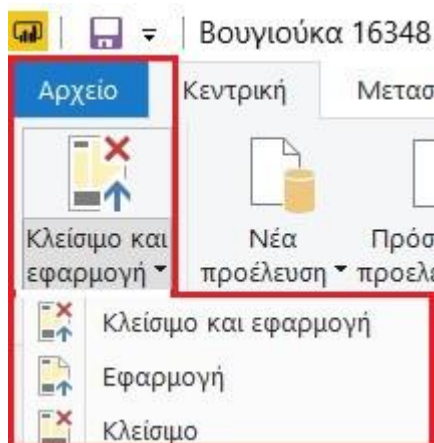 Βουγιούκα 16348
Αρχείο Κεντρική
Κλείσιμο και Νέα
εφαρμογή προέλευση
Κλείσιμο και εφαρμογή
Εφαρμογή
Κλείσιμο